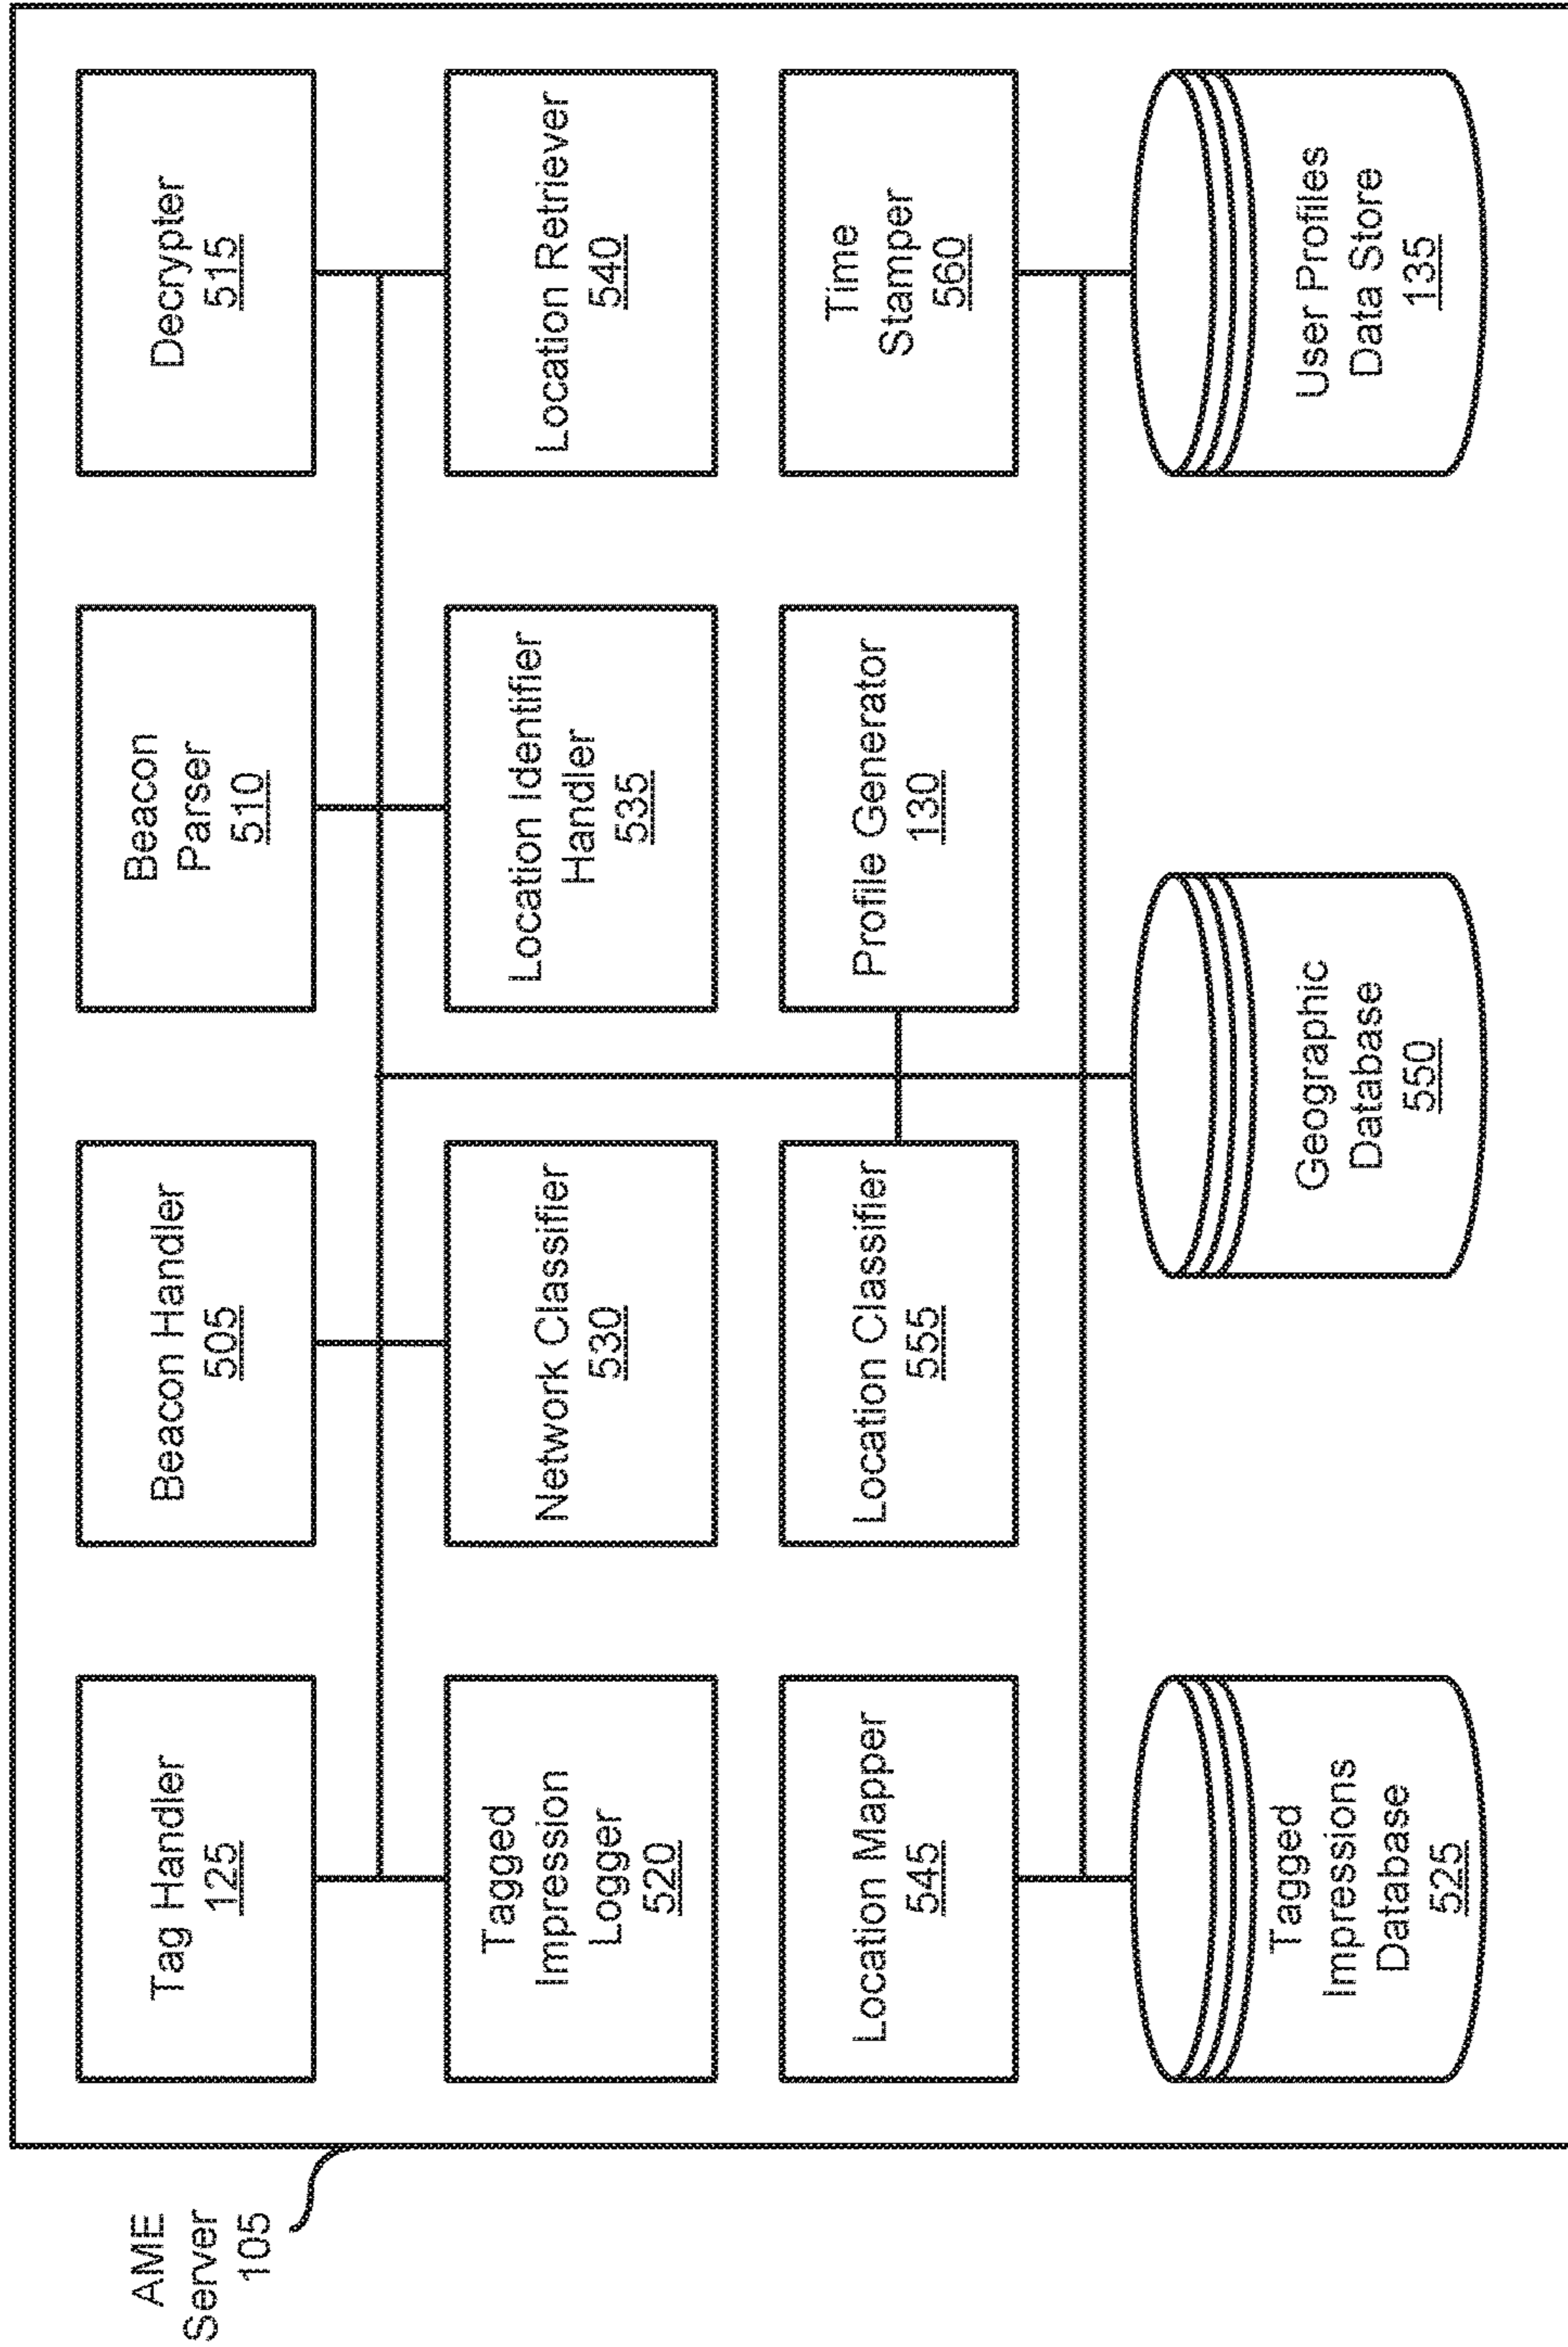 AME
Server
105
Tag Handler
125
Beacon Handler
505
Beacon
Parser
510
Decrypter
515
Tagged
Impression
Logger
520
Network Classifier
530
Location Identifier
Handler
535
Location Retriever
540
Location Mapper
545
Location Classifier
555
Profile Generator
130
Time
Stamper
560
Tagged
Impressions
Database
525
Geographic
Database
550
User Profiles
Data Store
135